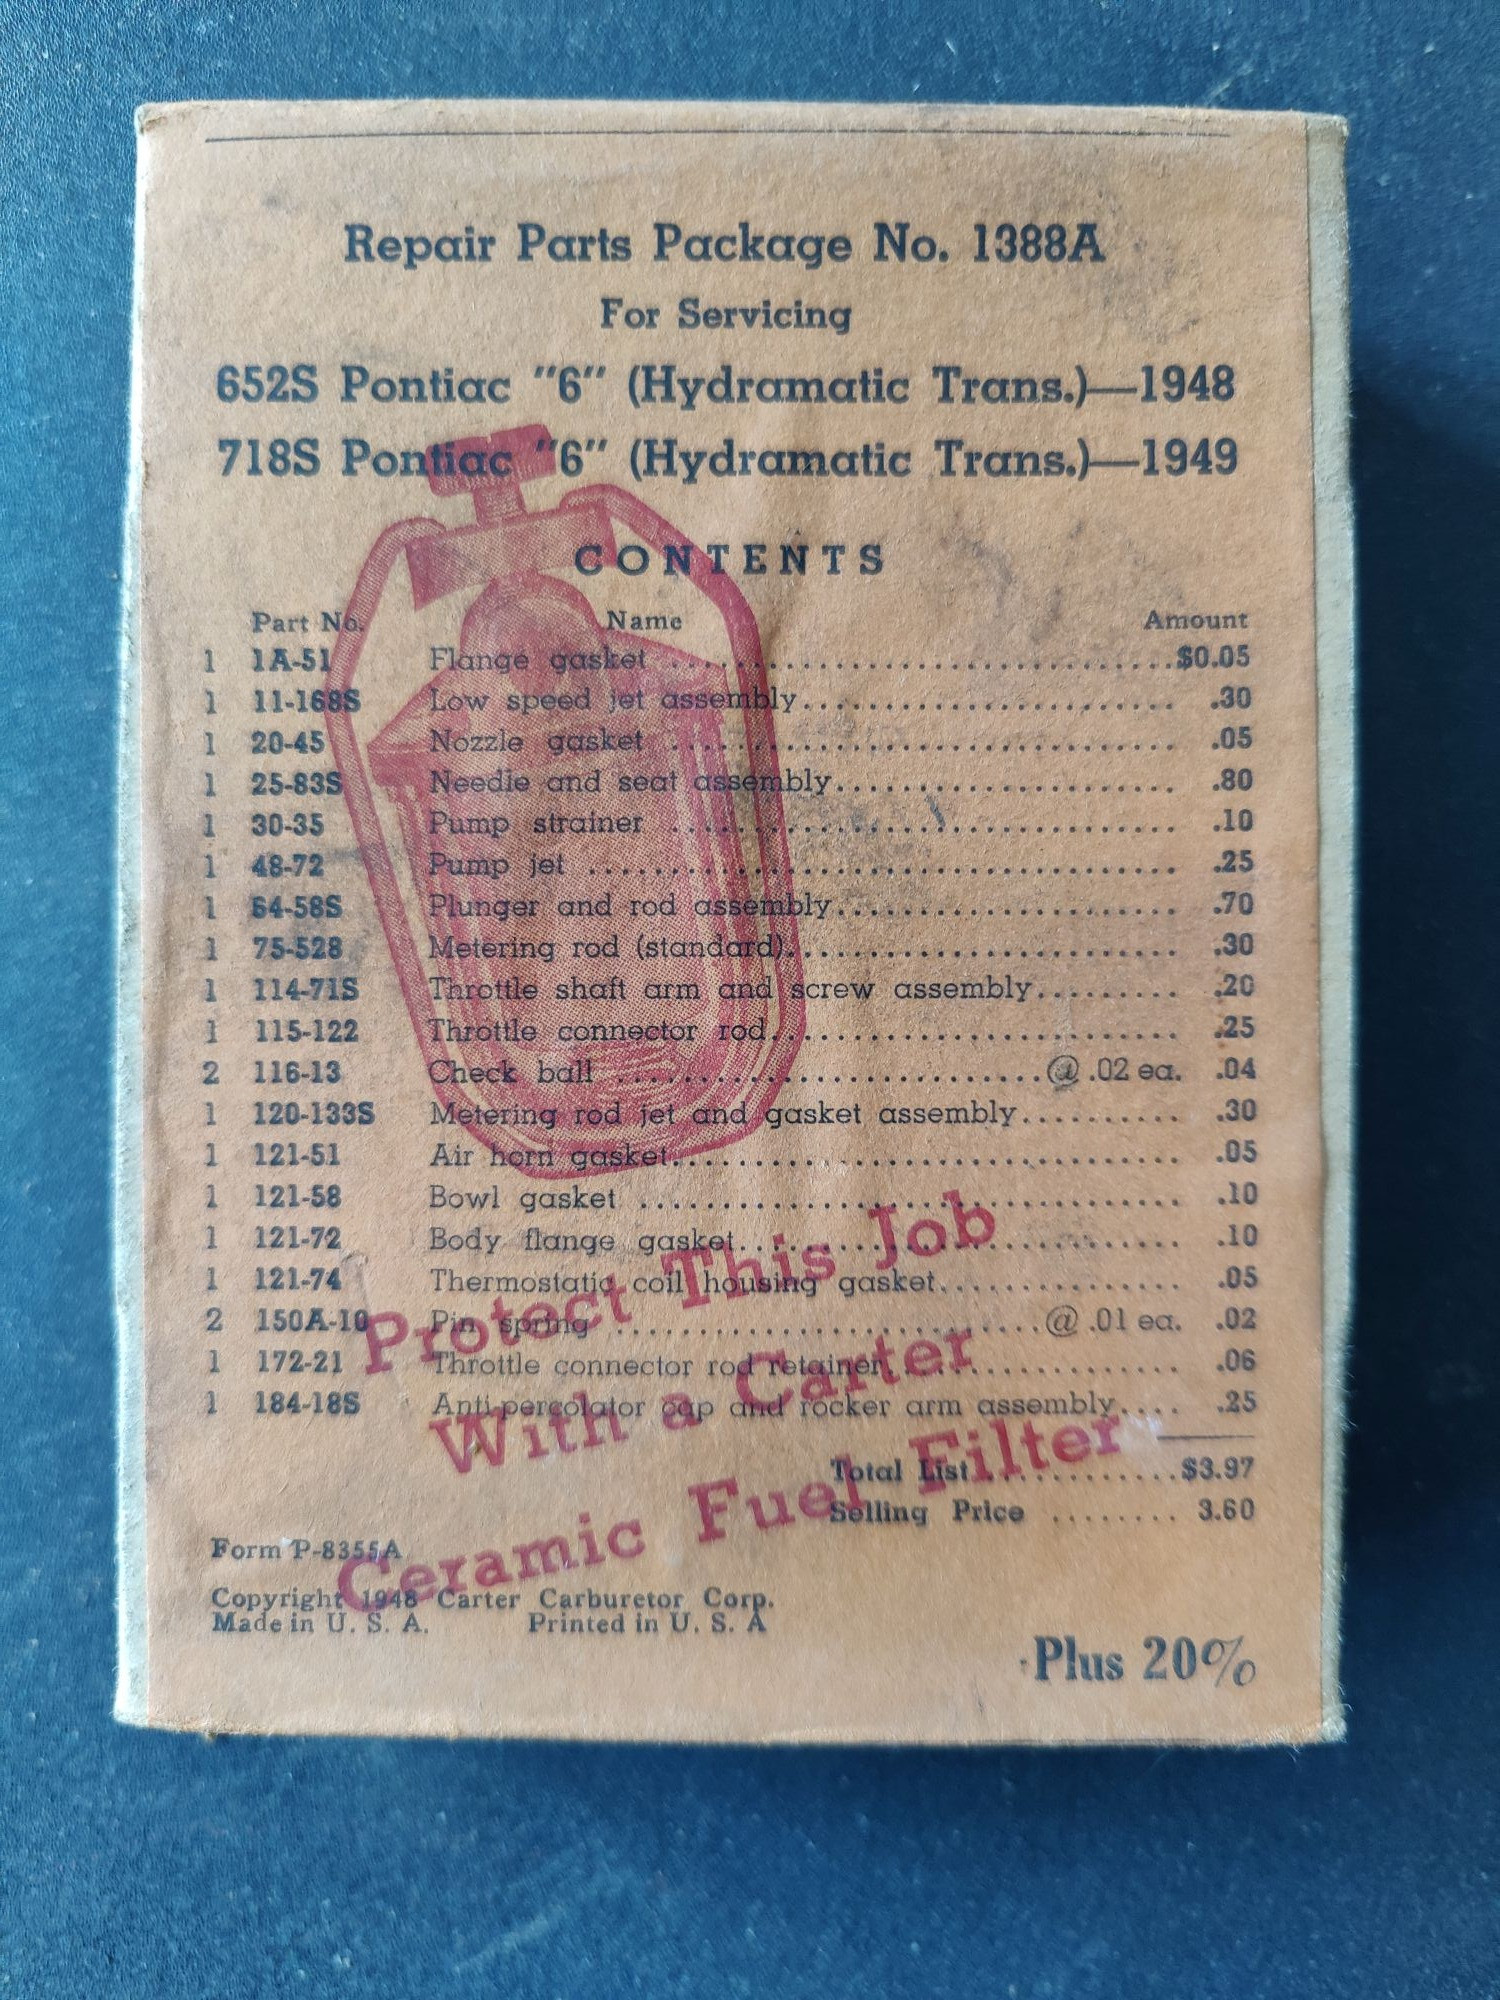 Repair Parts Package No. 1388A
For Servicing
652S Pontiac "6" (Hydramatic Trans.)—1948
718S Pontiac "6" (Hydramatic Trans.)—1949
CONTENTS
Part No. Name Amount
1 1A-51 Flange gasket ........ $0.05
1 11-168S Low speed jet assembly ........ .30
1 20-45 Nozzle gasket ........ .05
1 25-83S Needle and seat assembly ........ .80
1 30-35 Pump strainer ........ .10
1 48-72 Pump jet ........ .25
1 64-58S Plunger and rod assembly ........ .70
1 75-528 Metering rod (standard) ........ .30
1 114-71S Throttle shaft arm and screw assembly ........ .20
1 115-122 Throttle connector rod ........ .25
2 116-13 Check ball ........ @ .02 ea. .04
1 120-133S Metering rod jet and gasket assembly ........ .30
1 121-51 Air horn gasket ........ .05
1 121-58 Bowl gasket ........ .10
1 121-72 Body flange gasket ........ .10
1 121-74 Thermostatic coil housing gasket ........ .05
2 150A-10 Pin spring ........ @ .01 ea. .02
1 172-21 Throttle connector rod retainer ........ .06
1 184-18S Anti-percolator cap and rocker arm assembly .... .25
Total List ........ $3.97
Selling Price ........ 3.60
Protect This Job
With a Carter
Ceramic Fuel Filter
Form P-8355A
Copyright 1948 Carter Carburetor Corp.
Made in U. S. A. Printed in U. S. A
Plus 20%